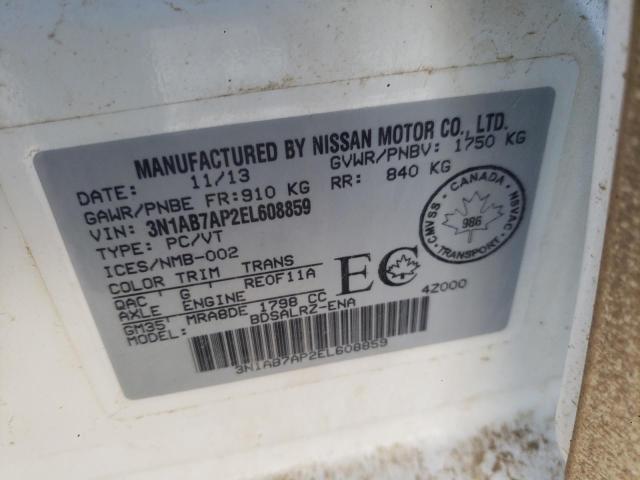 MANUFACTURED BY NISSAN MOTOR CO., LTD.
DATE: 11/13 GVWR/PNBV: 1750 KG
GAWR/PNBE FR: 910 KG RR: 840 KG
VIN: 3N1AB7AP2EL608859
TYPE: PC/VT
ICES/NMB-002
COLOR TRIM TRANS
QAC G REOF11A
AXLE ENGINE
GM35 MRA8DE 1798 CC
MODEL: BDSALRZ-ENA
EC
4Z000
CANADA
CMVSS 986 NSVAC
TRANSPORT
3N1AB7AP2EL608859